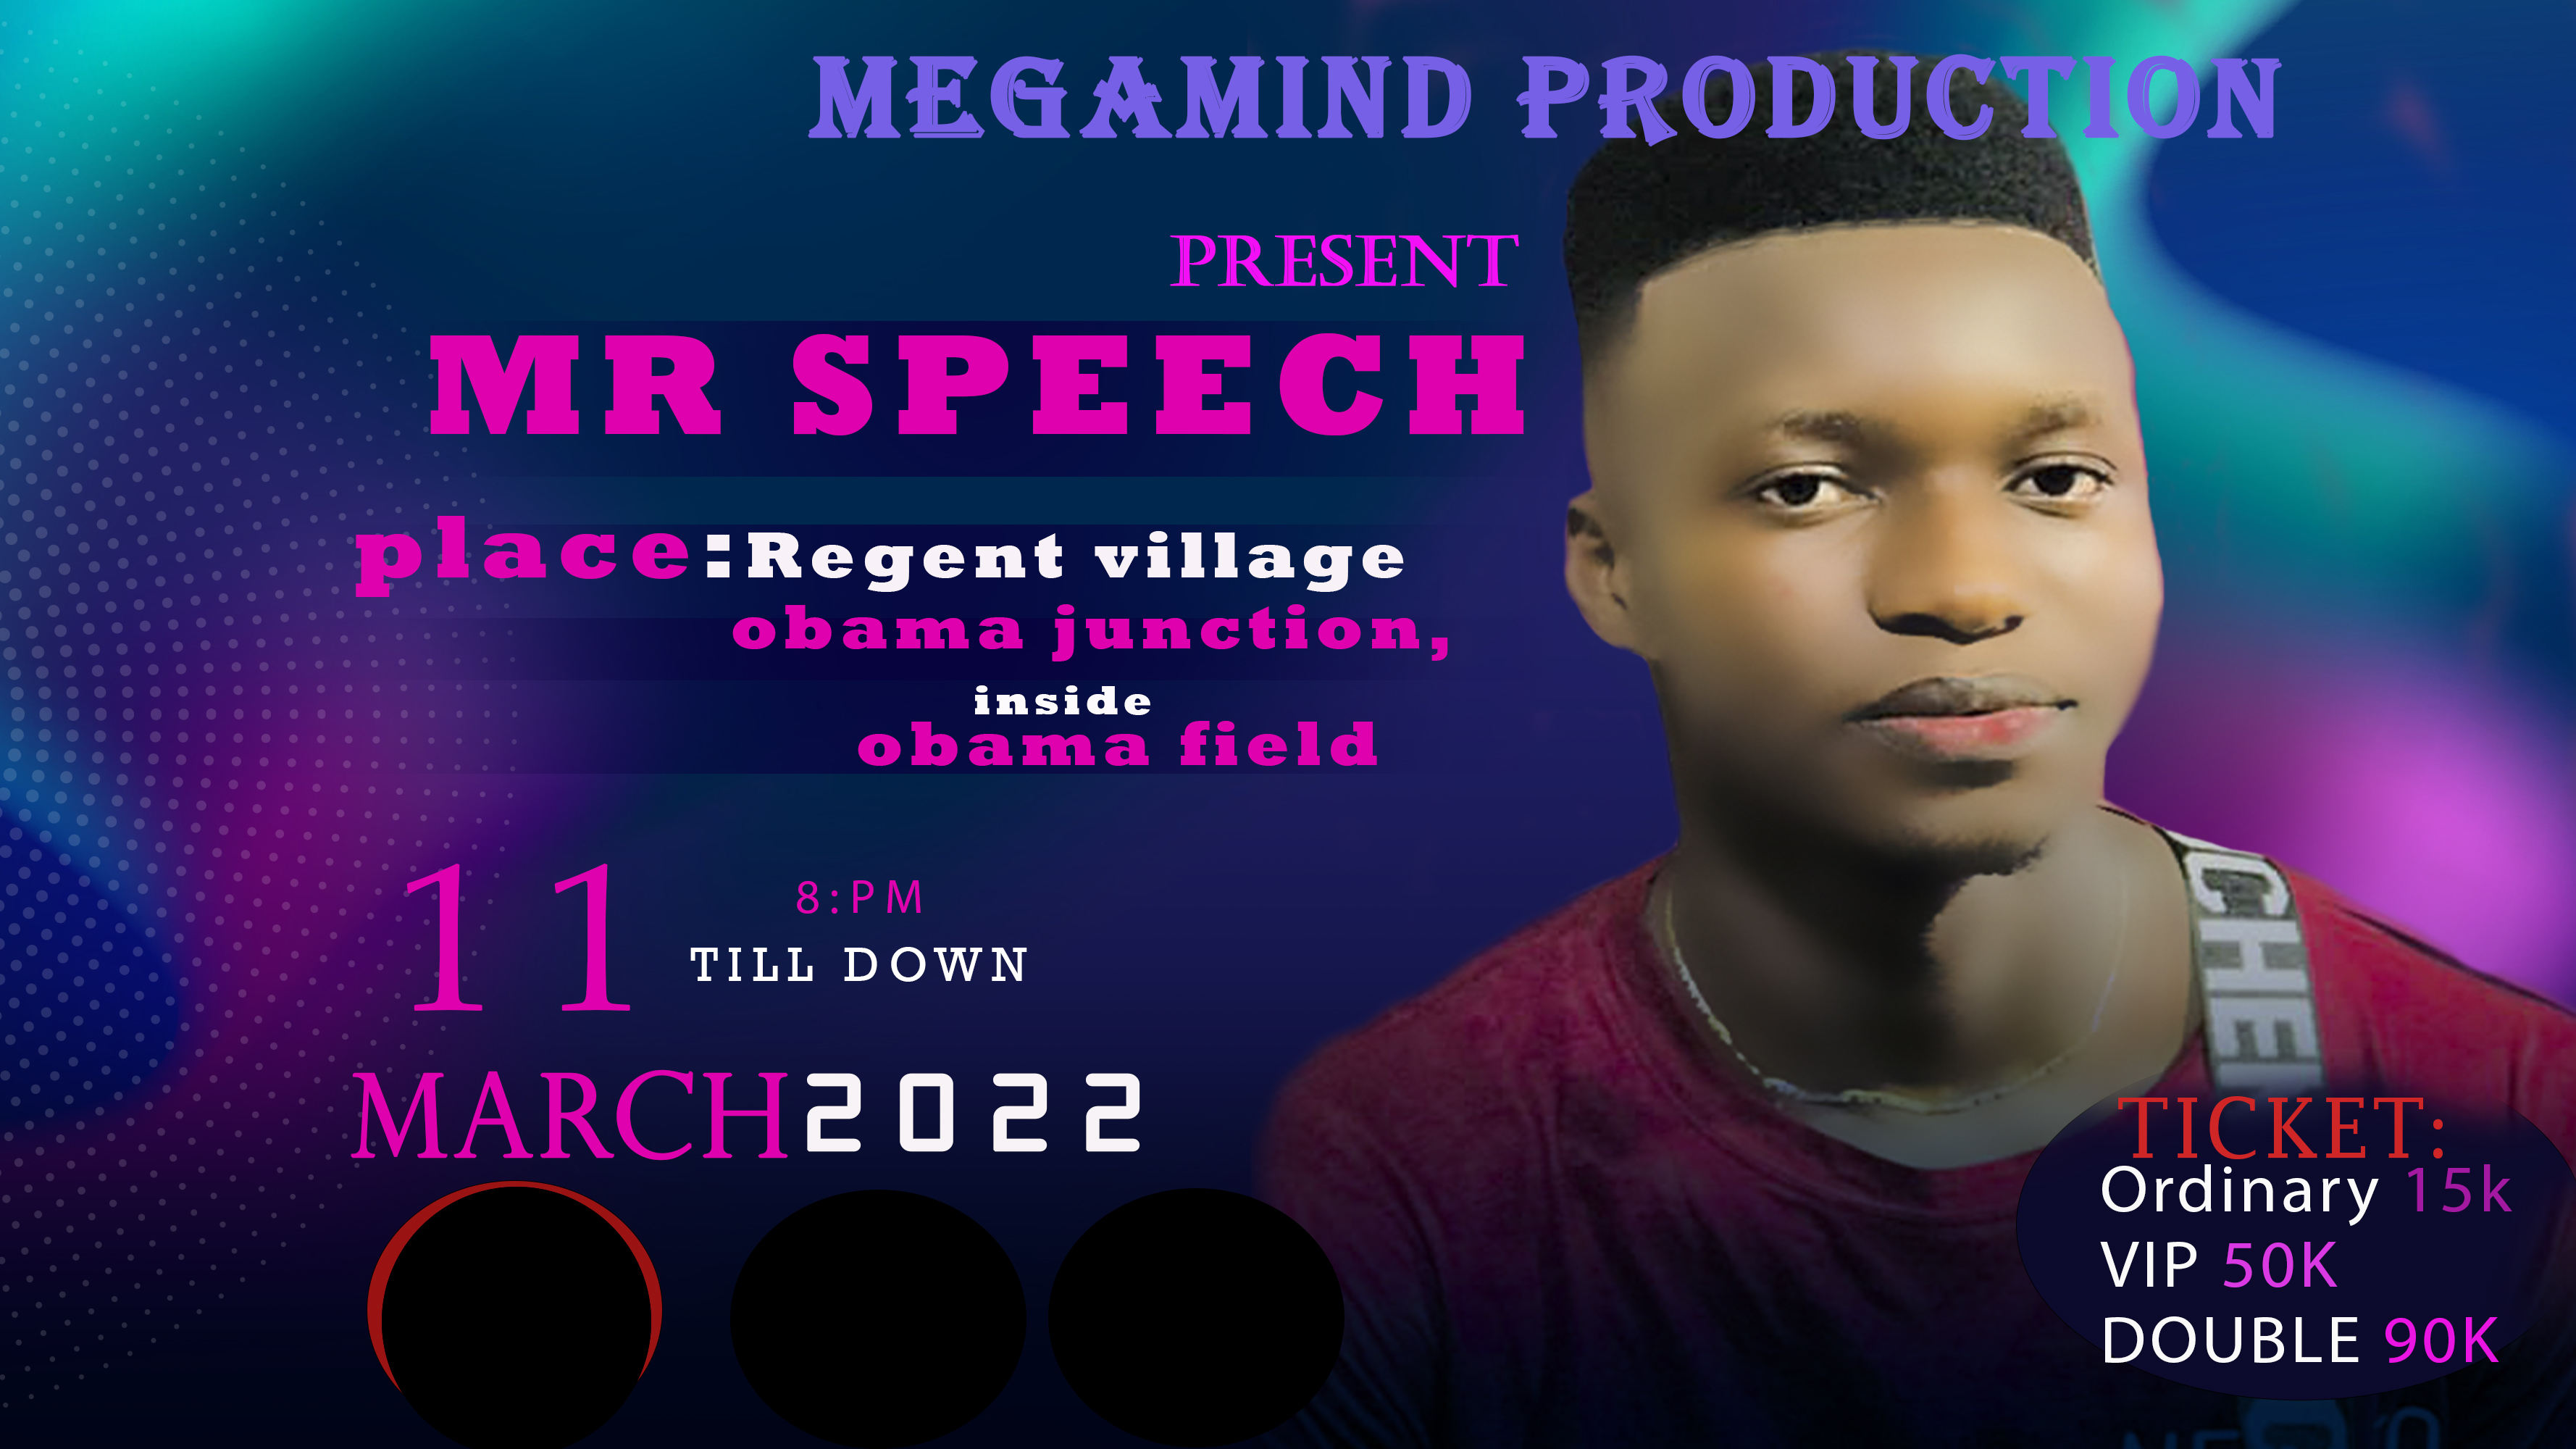 MEGAMIND PRODUCTION
PRESENT
MR SPEECH
place:Regent village
obama junction,
inside
obama field
11
8:PM
TILL DOWN
MARCH2022
CHE
TICKET:
Ordinary 15k
VIP 50K
DOUBLE 90K